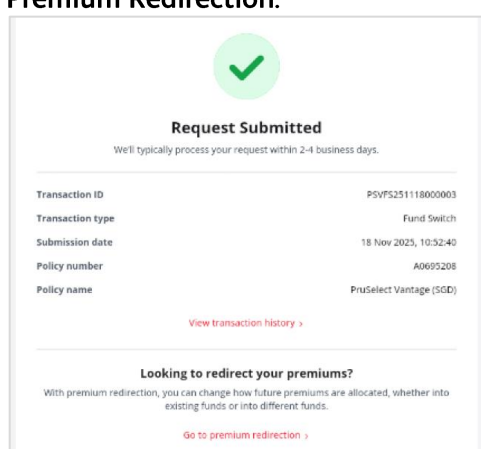 Premium Redirection.
Request Submitted
We'll typically process your request within 2-4 business days.
Transaction ID PSVFS251118000003
Transaction type Fund Switch
Submission date 18 Nov 2025, 10:52:40
Policy number A0695208
Policy name PruSelect Vantage (SGD)
View transaction history ›
Looking to redirect your premiums?
With premium redirection, you can change how future premiums are allocated, whether into
existing funds or into different funds.
Go to premium redirection ›